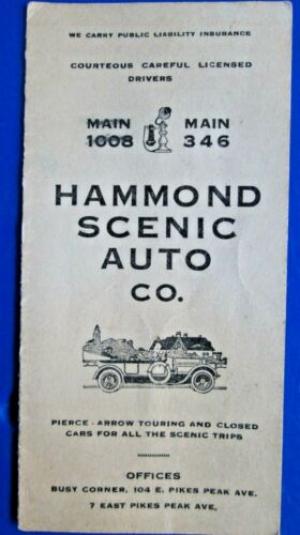 WE CARRY PUBLIC LIABILITY INSURANCE
COURTEOUS CAREFUL LICENSED
DRIVERS
MAIN MAIN
1008 346
HAMMOND
SCENIC
AUTO
CO.
PIERCE-ARROW TOURING AND CLOSED
CARS FOR ALL THE SCENIC TRIPS
OFFICES
BUSY CORNER, 104 E. PIKES PEAK AVE.
7 EAST PIKES PEAK AVE.